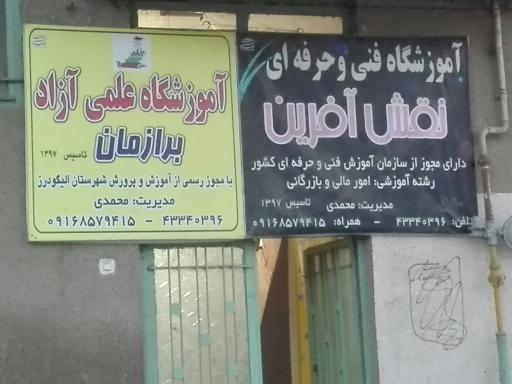 آموزشگاه فنی و حرفه ای
نقش آفرین
دارای مجوز از سازمان آموزش فنی و حرفه ای کشور
رشته آموزشی: امور مالی و بازرگانی
مدیریت: محمدی تاسیس ۱۳۹۷
تلفن: ۴۳۳۴۰۳۹۶ - همراه: ۰۹۱۶۸۵۷۹۴۱۵
آموزشگاه علمی آزاد
برازمان
تاسیس ۱۳۹۷
با مجوز رسمی از آموزش و پرورش شهرستان الیگودرز
مدیریت: محمدی
۴۳۳۴۰۳۹۶ - ۰۹۱۶۸۵۷۹۴۱۵